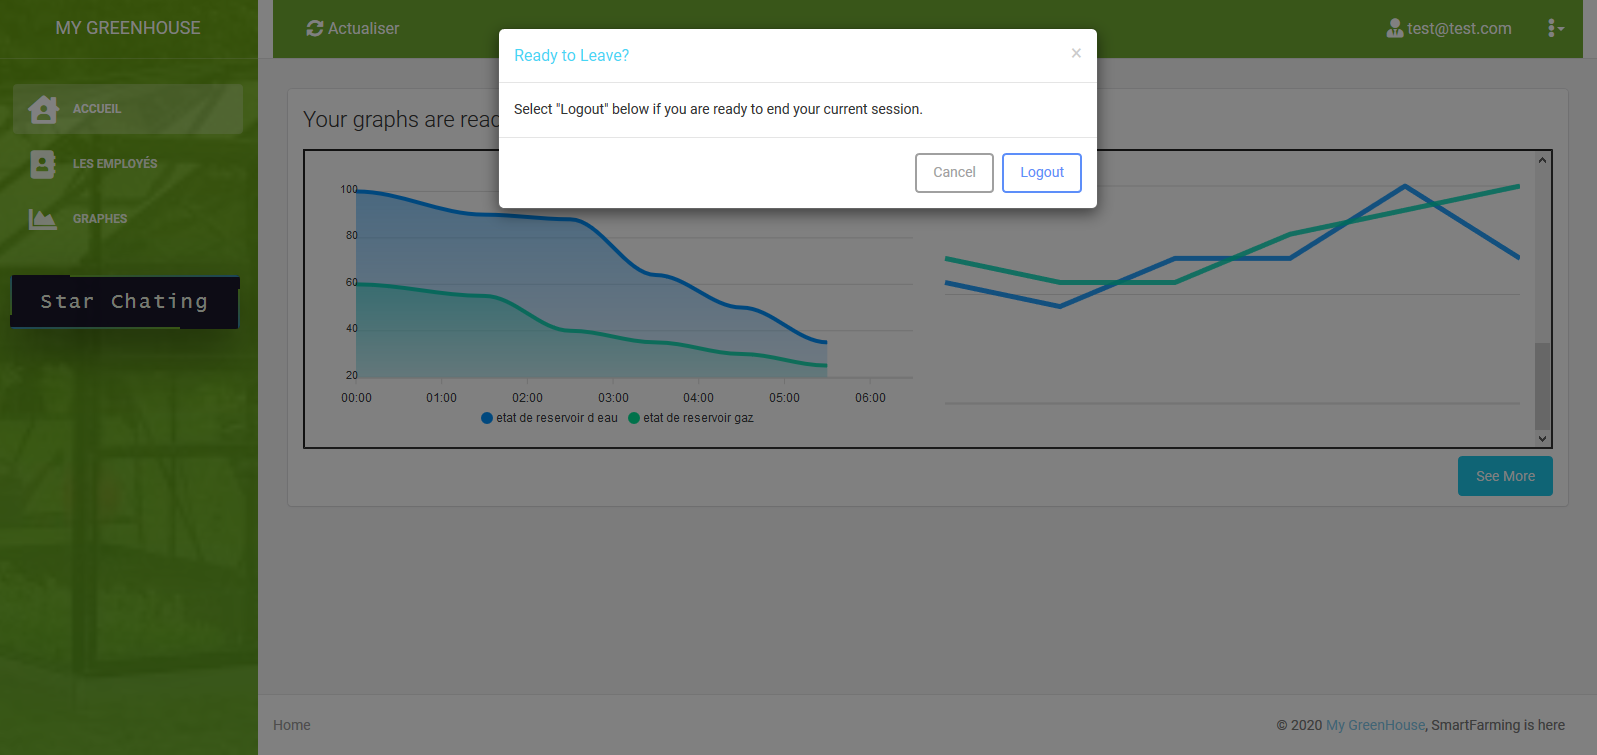 MY GREENHOUSE
ACCUEIL
LES EMPLOYÉS
GRAPHES
Star Chating
Actualiser
test@test.com
Ready to Leave?
×
Select "Logout" below if you are ready to end your current session.
Cancel
Logout
Your graphs are
100
80
60
40
20
00:00 01:00 02:00 03:00 04:00 05:00 06:00
etat de reservoir d eau etat de reservoir gaz
See More
Home
© 2020 My GreenHouse, SmartFarming is here